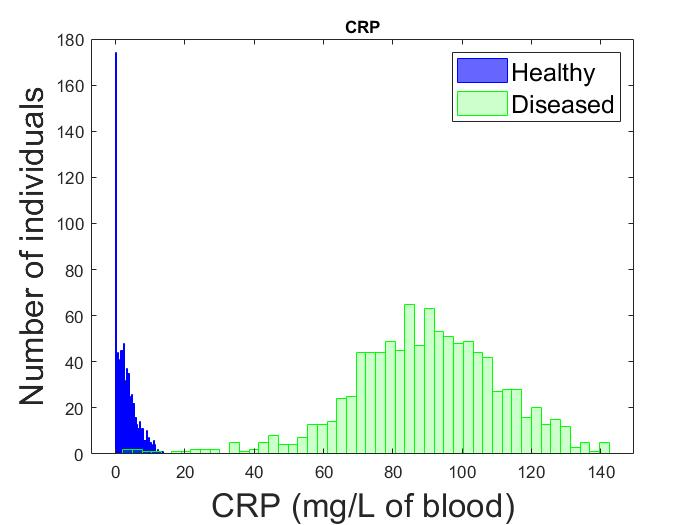 CRP
180
160
140
120
100
80
60
40
20
0
Number of individuals
Healthy
Diseased
0 20 40 60 80 100 120 140
CRP (mg/L of blood)